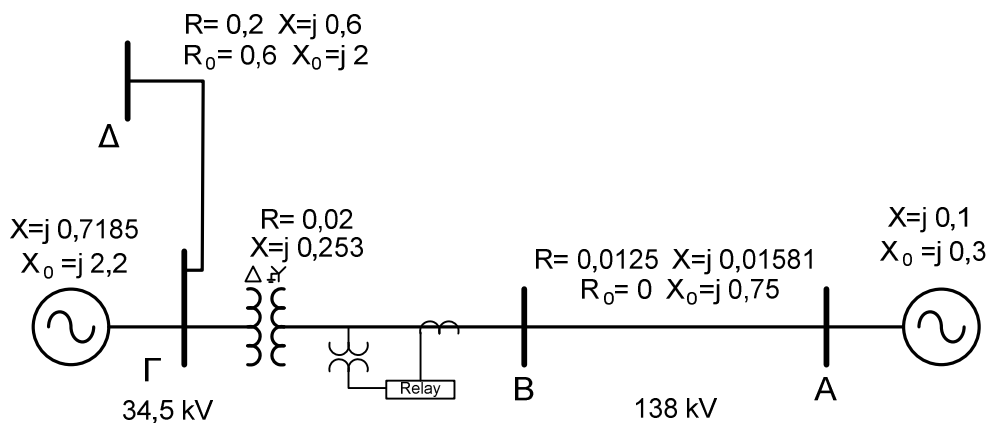 R= 0,2 X=j 0,6
R₀= 0,6 X₀=j 2
Δ
X=j 0,7185
X₀ =j 2,2
R= 0,02
X=j 0,253
Δ Y
X=j 0,1
X₀ =j 0,3
R= 0,0125 X=j 0,01581
R₀= 0 X₀=j 0,75
Relay
Γ
B
A
34,5 kV
138 kV